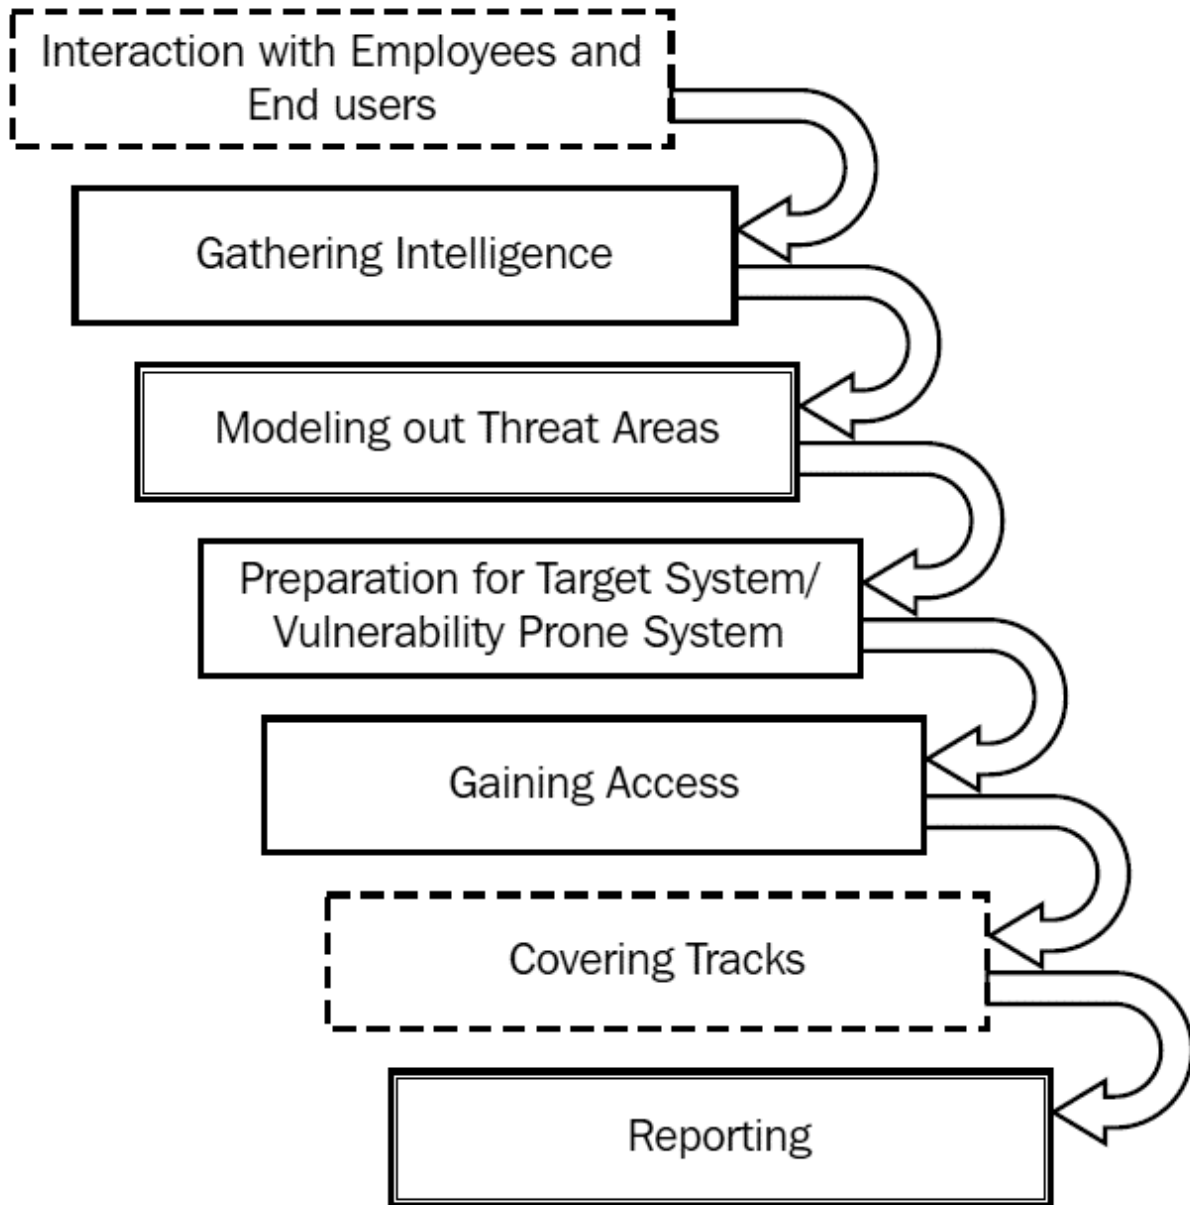 Interaction with Employees and
End users
Gathering Intelligence
Modeling out Threat Areas
Preparation for Target System/
Vulnerability Prone System
Gaining Access
Covering Tracks
Reporting